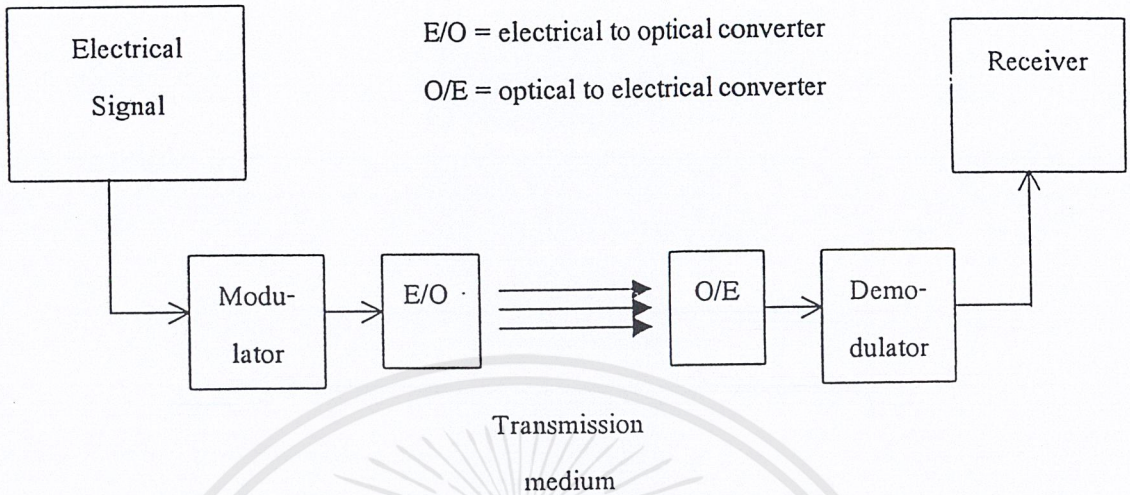 Electrical
Signal
E/O = electrical to optical converter
O/E = optical to electrical converter
Receiver
Modu-
lator
E/O
O/E
Demo-
dulator
Transmission
medium